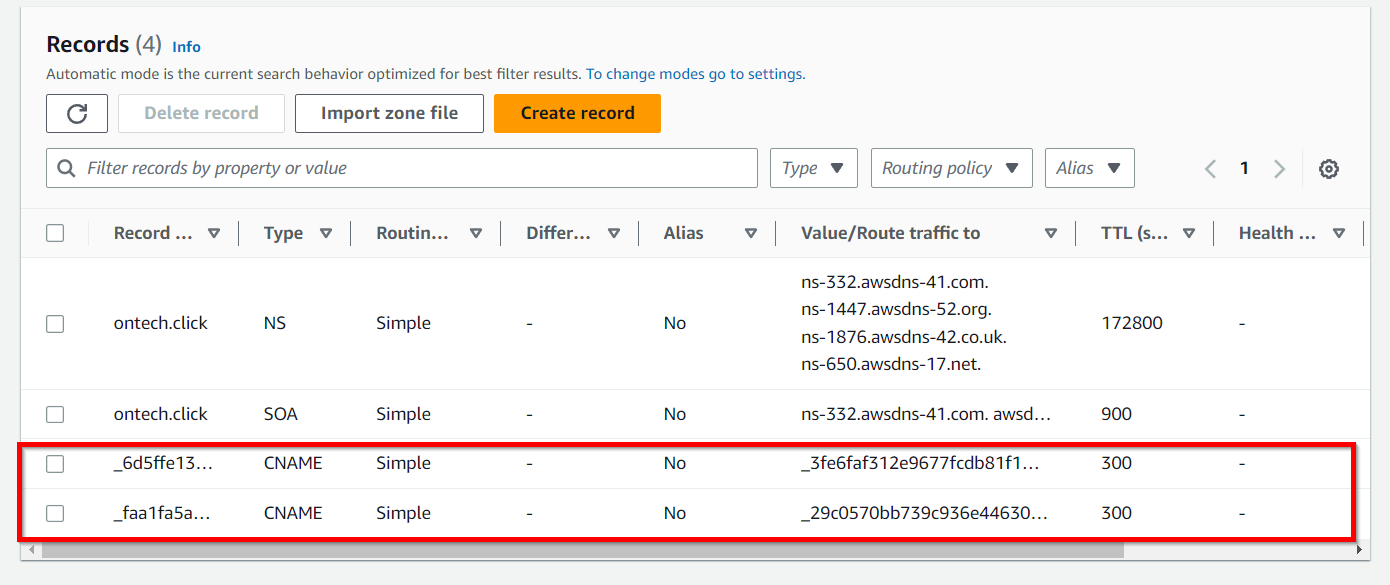 Records (4) Info
Automatic mode is the current search behavior optimized for best filter results. To change modes go to settings.
Delete record Import zone file Create record
Filter records by property or value Type Routing policy Alias 1
Record ... Type Routin... Differ... Alias Value/Route traffic to TTL (s... Health ...
ns-332.awsdns-41.com.
ns-1447.awsdns-52.org.
ontech.click NS Simple - No 172800 -
ns-1876.awsdns-42.co.uk.
ns-650.awsdns-17.net.
ontech.click SOA Simple - No ns-332.awsdns-41.com. awsd... 900 -
_6d5ffe13... CNAME Simple - No _3fe6faf312e9677fcdb81f1... 300 -
_faa1fa5a... CNAME Simple - No _29c0570bb739c936e44630... 300 -